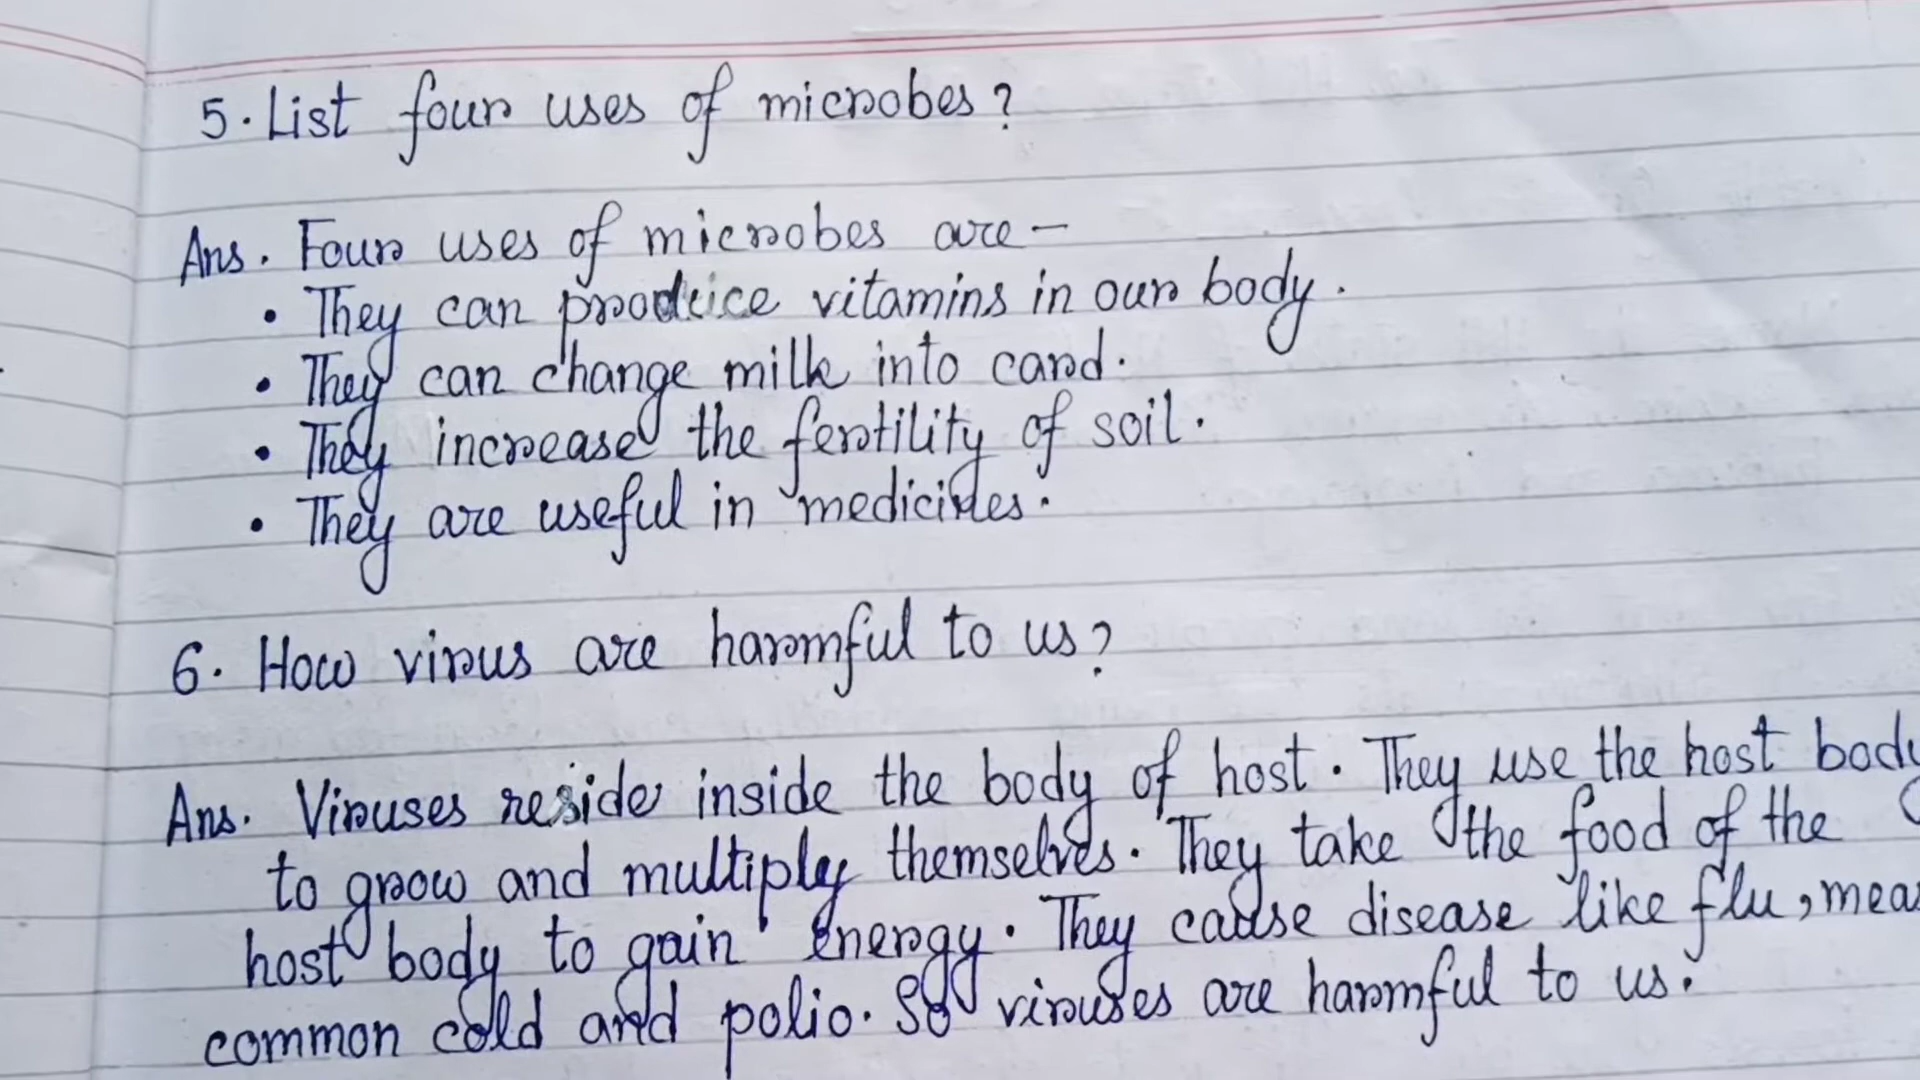 5. List four uses of microbes?
Ans. Four uses of microbes are-
• They can produice vitamins in our body.
• They can change milk into card.
• They increase the fertility of soil.
• They are useful in medicines.
6. How virus are harmful to us?
Ans. Viruses reside inside the body of host. They use the host body
to grow and multiply themselves. They take the food of the
host body to gain energy. They cause disease like flu, meas
common cold and polio. So viruses are harmful to us.